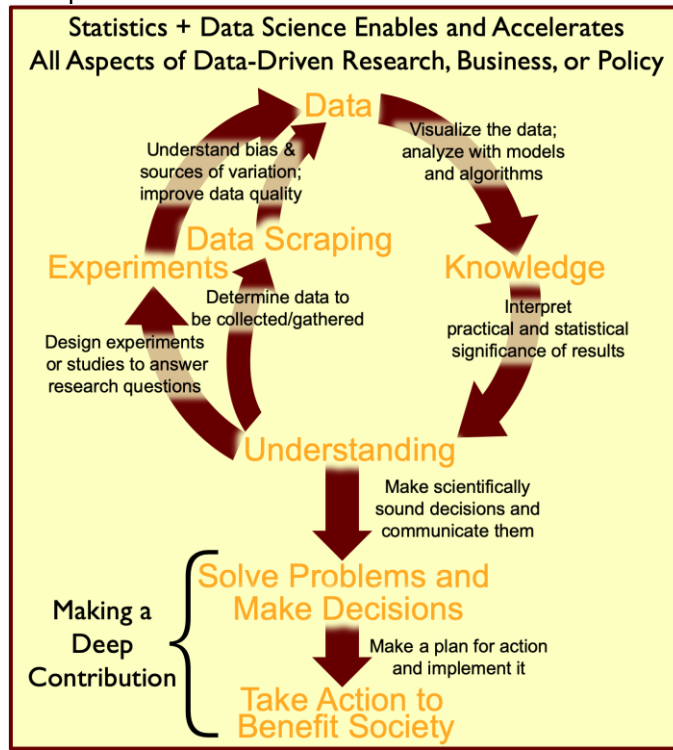 Statistics + Data Science Enables and Accelerates
All Aspects of Data-Driven Research, Business, or Policy
Data
Visualize the data;
analyze with models
and algorithms
Understand bias &
sources of variation;
improve data quality
Data Scraping
Experiments
Knowledge
Determine data to
be collected/gathered
Interpret
practical and statistical
significance of results
Design experiments
or studies to answer
research questions
Understanding
Make scientifically
sound decisions and
communicate them
Solve Problems and
Make Decisions
Making a
Deep
Contribution
Make a plan for action
and implement it
Take Action to
Benefit Society